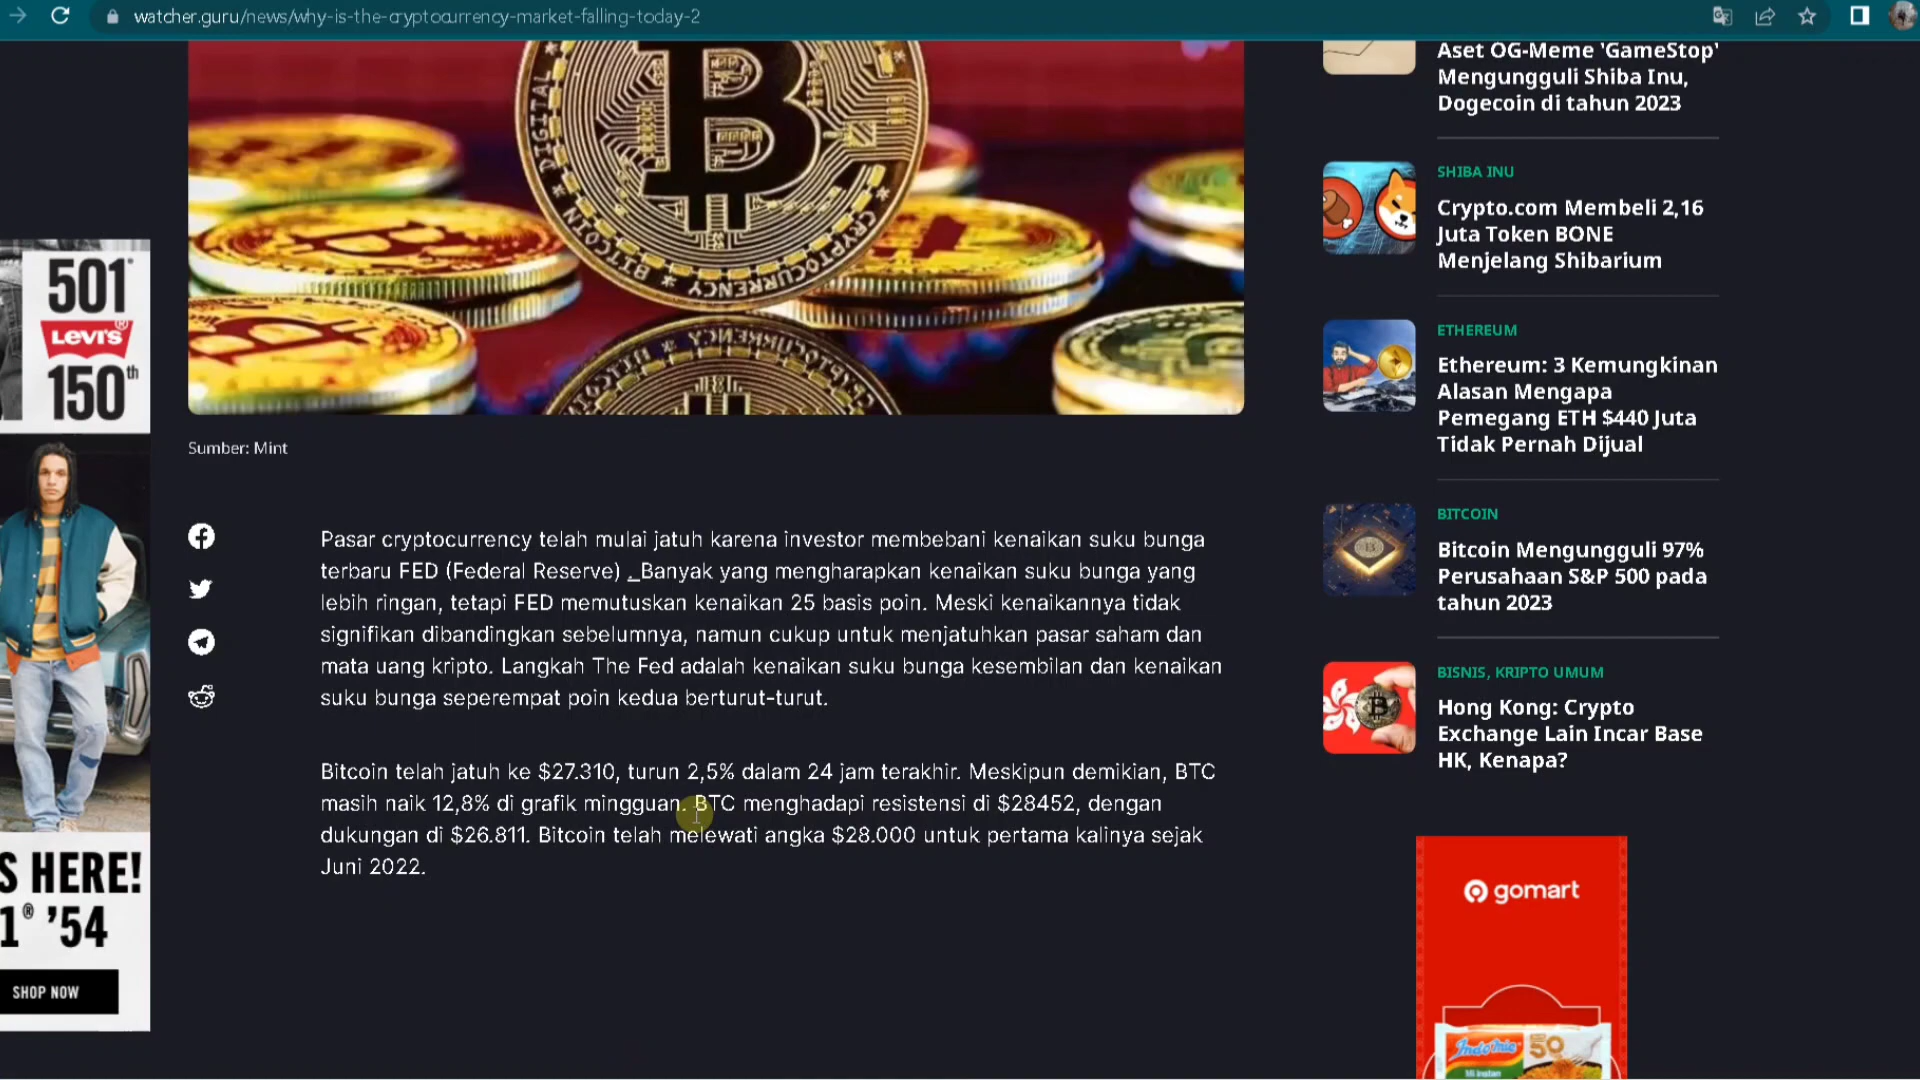 watcher.guru/news/why-is-the-cryptocurrency-market-falling-today-2
DIGITAL
BITCOIN
CRYPTOCURRENCY
501®
LEVI'S®
150th
S HERE!
1® '54
SHOP NOW
Sumber: Mint
Pasar cryptocurrency telah mulai jatuh karena investor membebani kenaikan suku bunga
terbaru FED (Federal Reserve) . Banyak yang mengharapkan kenaikan suku bunga yang
lebih ringan, tetapi FED memutuskan kenaikan 25 basis poin. Meski kenaikannya tidak
signifikan dibandingkan sebelumnya, namun cukup untuk menjatuhkan pasar saham dan
mata uang kripto. Langkah The Fed adalah kenaikan suku bunga kesembilan dan kenaikan
suku bunga seperempat poin kedua berturut-turut.
Bitcoin telah jatuh ke $27.310, turun 2,5% dalam 24 jam terakhir. Meskipun demikian, BTC
masih naik 12,8% di grafik mingguan. BTC menghadapi resistensi di $28452, dengan
dukungan di $26.811. Bitcoin telah melewati angka $28.000 untuk pertama kalinya sejak
Juni 2022.
Aset OG-Meme 'GameStop'
Mengungguli Shiba Inu,
Dogecoin di tahun 2023
SHIBA INU
Crypto.com Membeli 2,16
Juta Token BONE
Menjelang Shibarium
ETHEREUM
Ethereum: 3 Kemungkinan
Alasan Mengapa
Pemegang ETH $440 Juta
Tidak Pernah Dijual
BITCOIN
Bitcoin Mengungguli 97%
Perusahaan S&P 500 pada
tahun 2023
BISNIS, KRIPTO UMUM
Hong Kong: Crypto
Exchange Lain Incar Base
HK, Kenapa?
gomart
Indomie
50
Mi Instan